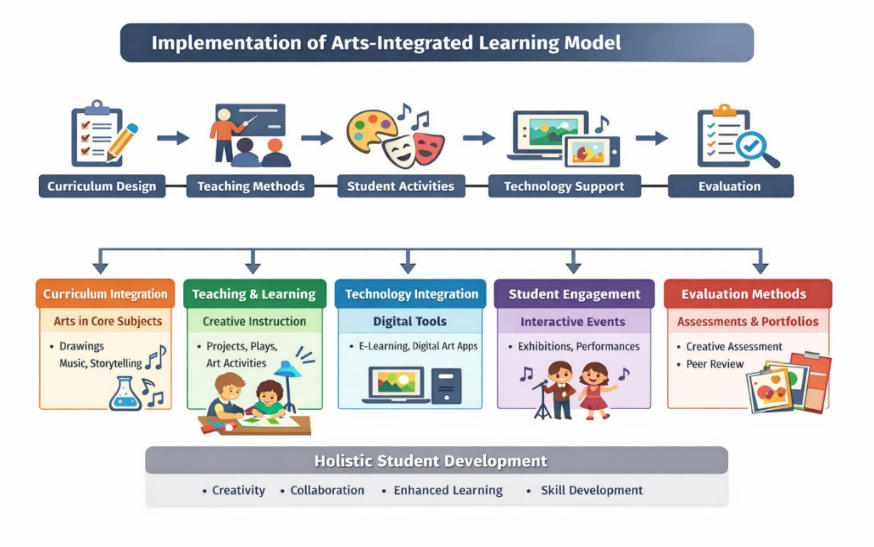 Implementation of Arts-Integrated Learning Model
Curriculum Design
Teaching Methods
Student Activities
Technology Support
Evaluation
Curriculum Integration
Arts in Core Subjects
• Drawings
Music, Storytelling
Teaching & Learning
Creative Instruction
• Projects, Plays,
Art Activities
Technology Integration
Digital Tools
• E-Learning, Digital Art Apps
Student Engagement
Interactive Events
• Exhibitions, Performances
Evaluation Methods
Assessments & Portfolios
• Creative Assessment
• Peer Review
Holistic Student Development
• Creativity • Collaboration • Enhanced Learning • Skill Development